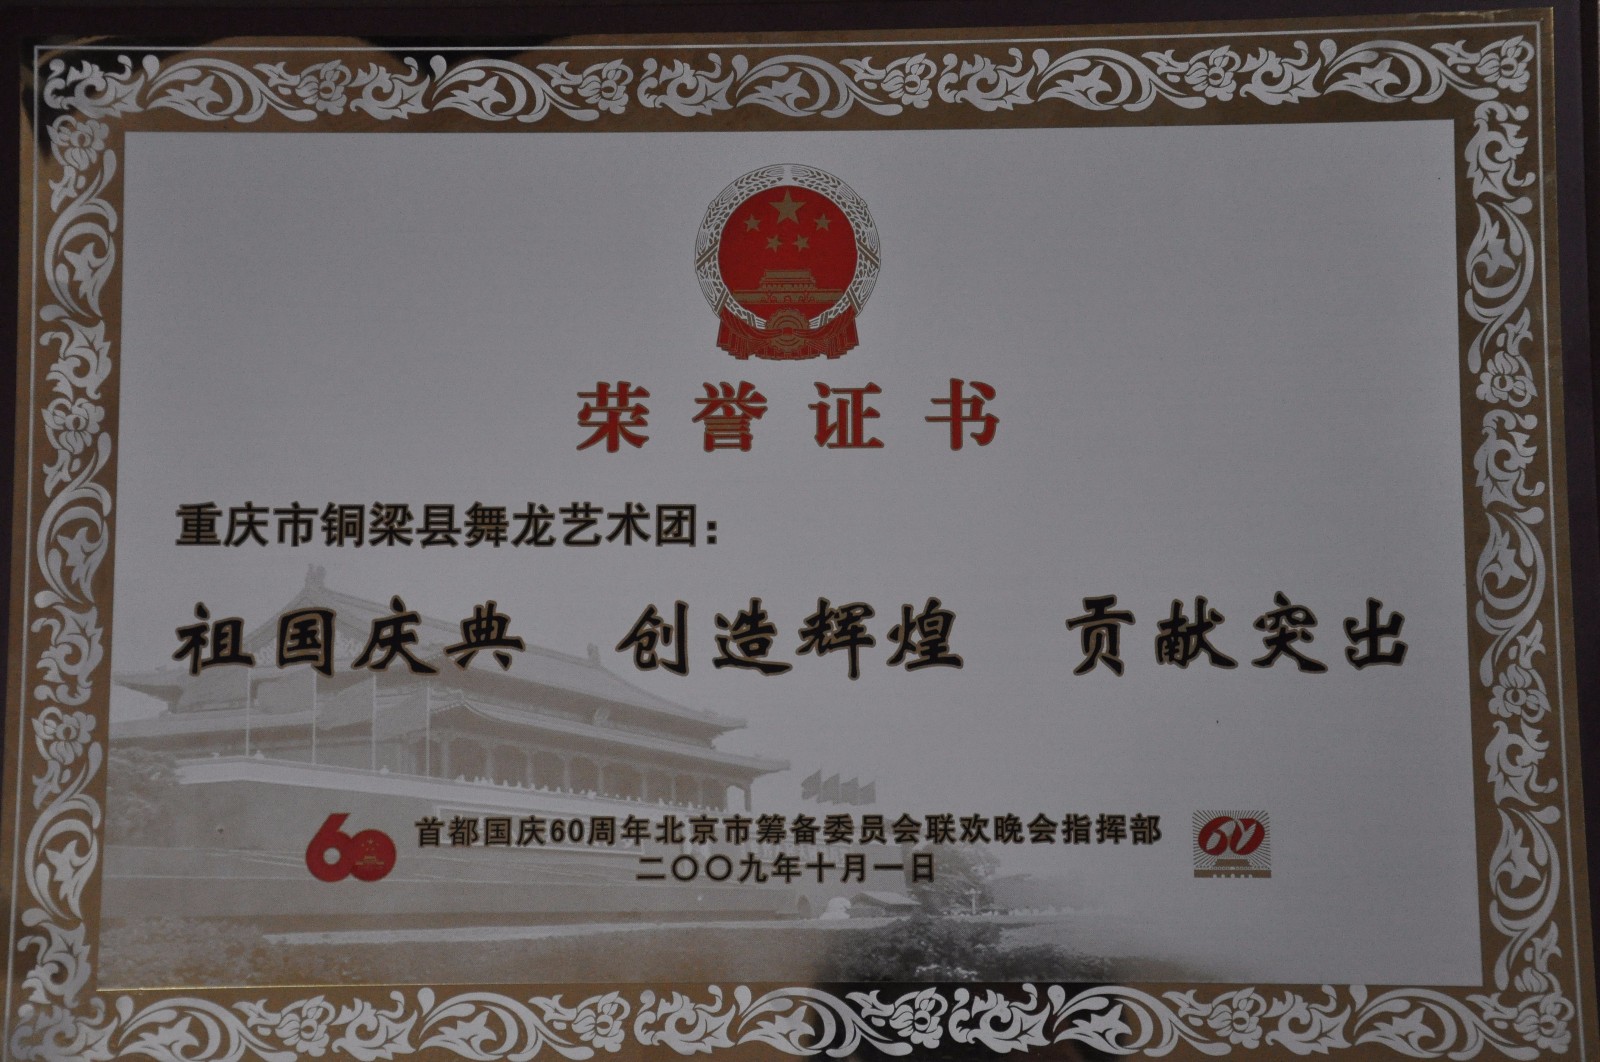 荣誉证书
重庆市铜梁县舞龙艺术团：
祖国庆典 创造辉煌 贡献突出
60
首都国庆60周年北京市筹备委员会联欢晚会指挥部
二〇〇九年十月一日